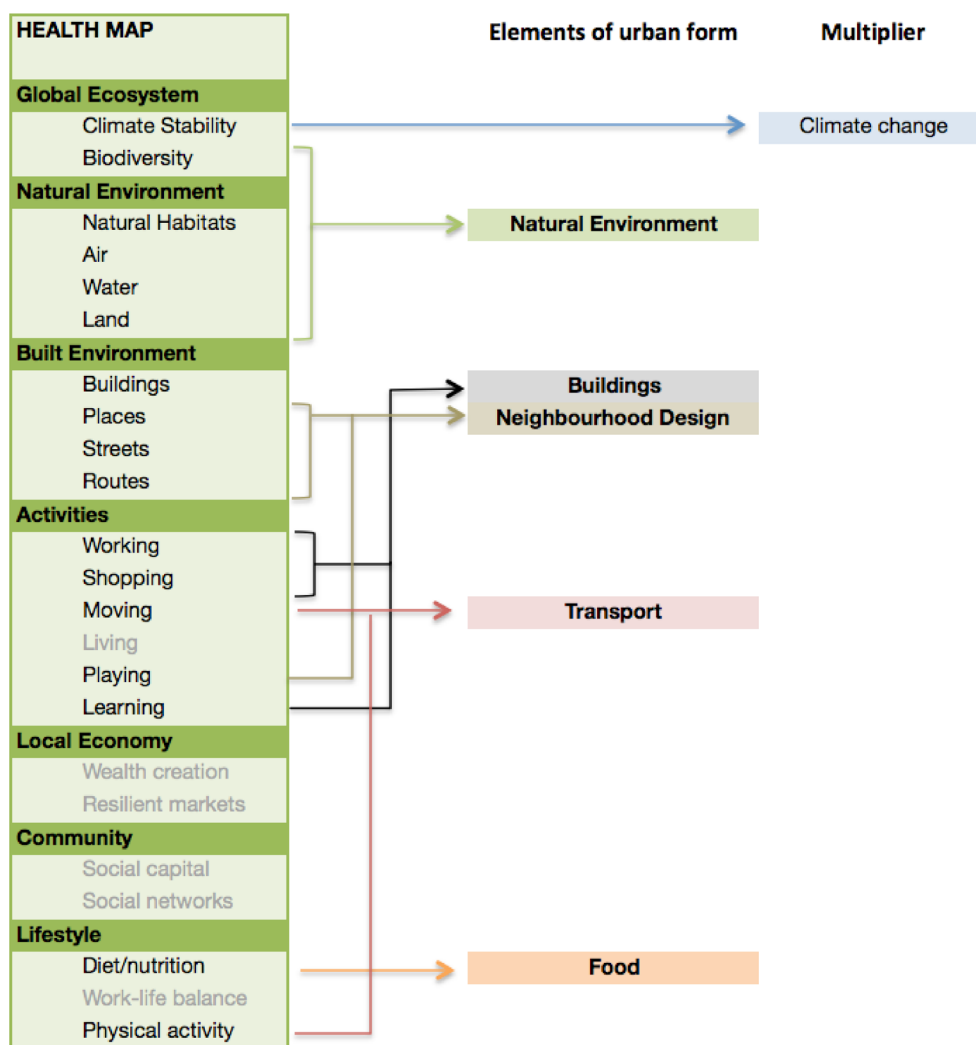 HEALTH MAP
Elements of urban form
Multiplier
Global Ecosystem
Climate Stability
Climate change
Biodiversity
Natural Environment
Natural Habitats
Natural Environment
Air
Water
Land
Built Environment
Buildings
Buildings
Places
Neighbourhood Design
Streets
Routes
Activities
Working
Shopping
Moving
Transport
Living
Playing
Learning
Local Economy
Wealth creation
Resilient markets
Community
Social capital
Social networks
Lifestyle
Diet/nutrition
Food
Work-life balance
Physical activity